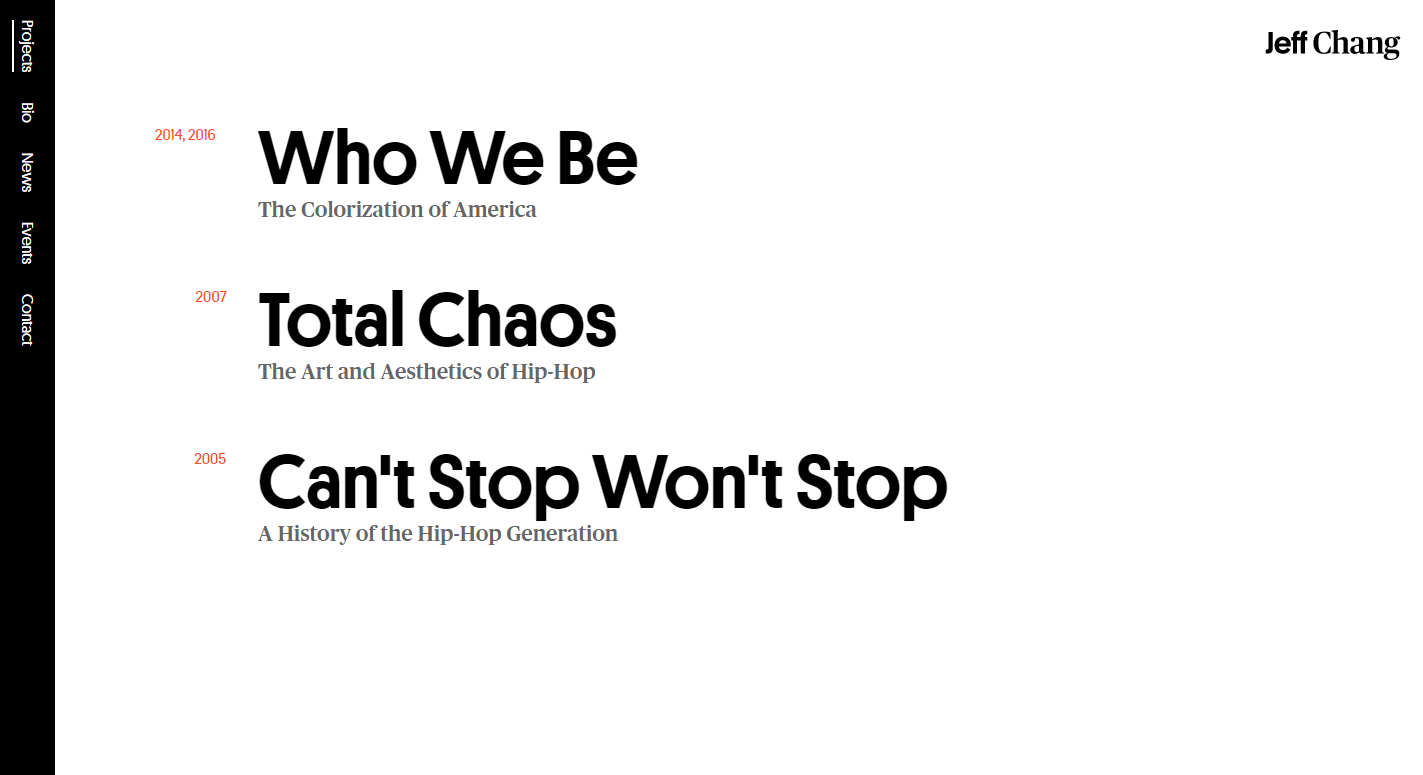 Projects
Bio
News
Events
Contact
Jeff Chang
2014, 2016
Who We Be
The Colorization of America
2007
Total Chaos
The Art and Aesthetics of Hip-Hop
2005
Can't Stop Won't Stop
A History of the Hip-Hop Generation